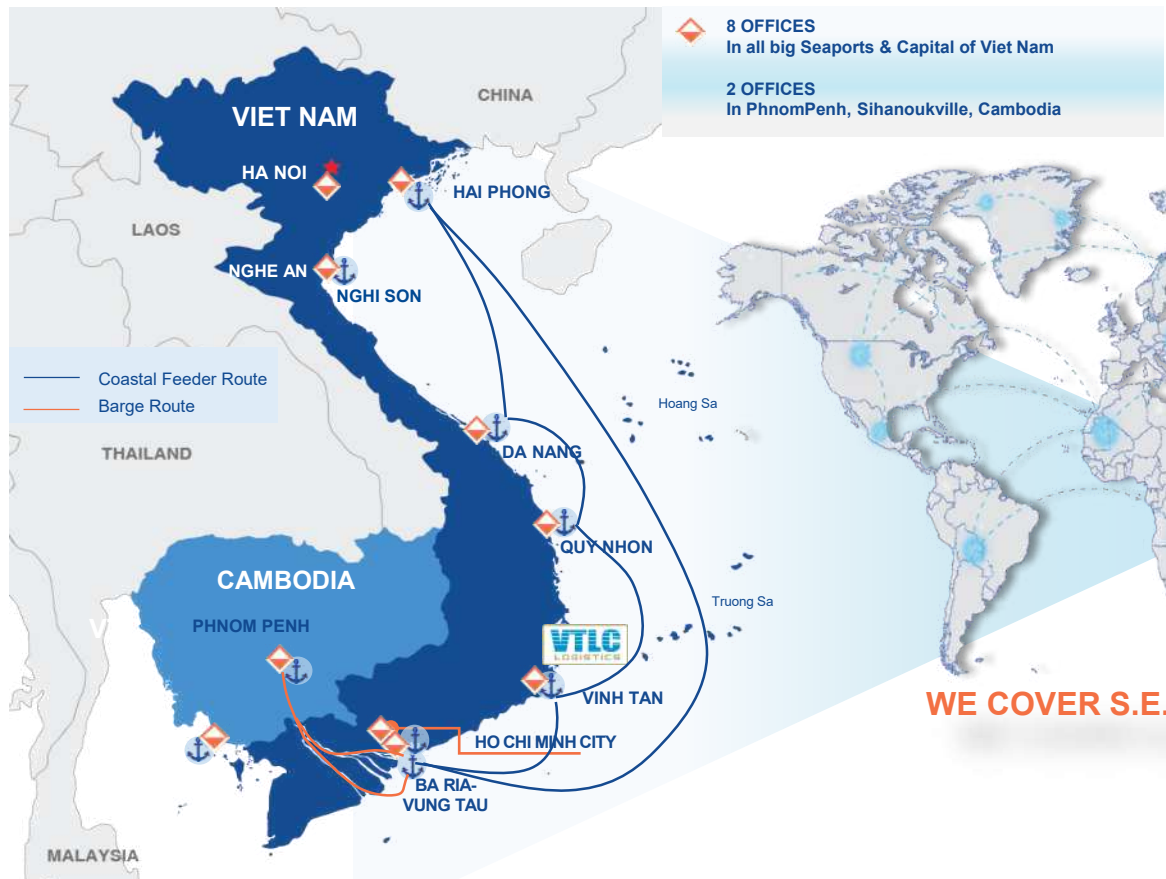 8 OFFICES
In all big Seaports & Capital of Viet Nam
2 OFFICES
In PhnomPenh, Sihanoukville, Cambodia
CHINA
VIET NAM
HA NOI
HAI PHONG
LAOS
NGHE AN
NGHI SON
Coastal Feeder Route
Barge Route
Hoang Sa
THAILAND
DA NANG
QUY NHON
CAMBODIA
Truong Sa
PHNOM PENH
V
VTLC
LOGISTICS
VINH TAN
WE COVER S.E.
HO CHI MINH CITY
BA RIA-
VUNG TAU
MALAYSIA